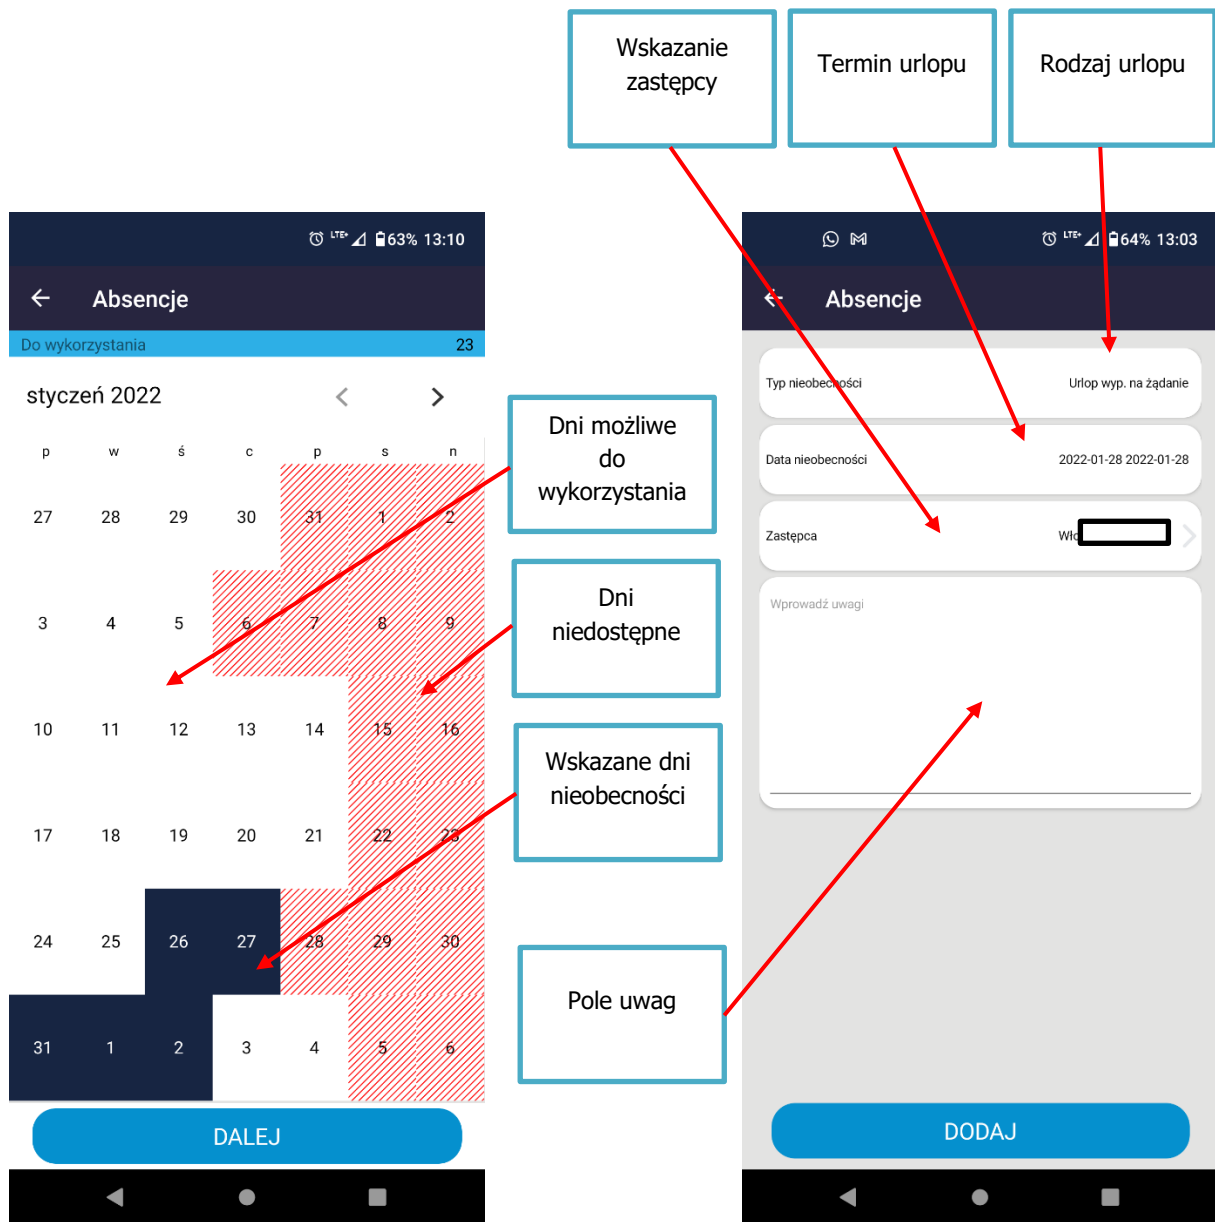 Wskazanie
zastępcy
Termin urlopu
Rodzaj urlopu
LTE+ 63% 13:10
Absencje
Do wykorzystania 23
styczeń 2022
p w ś c p s n
27 28 29 30 31 1 2
3 4 5 6 7 8 9
10 11 12 13 14 15 16
17 18 19 20 21 22 23
24 25 26 27 28 29 30
31 1 2 3 4 5 6
DALEJ
Dni możliwe
do
wykorzystania
Dni
niedostępne
Wskazane dni
nieobecności
Pole uwag
LTE+ 64% 13:03
Absencje
Typ nieobecności Urlop wyp. na żądanie
Data nieobecności 2022-01-28 2022-01-28
Zastępca
Wprowadź uwagi
DODAJ